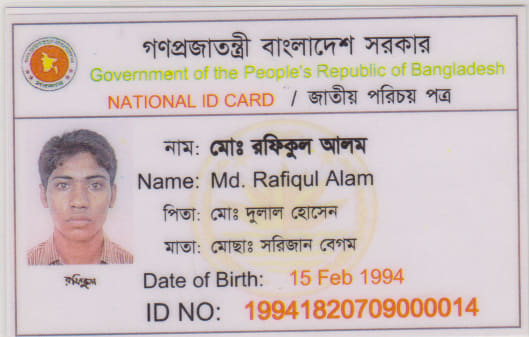 গণপ্রজাতন্ত্রী বাংলাদেশ সরকার
Government of the People's Republic of Bangladesh
NATIONAL ID CARD / জাতীয় পরিচয় পত্র
নাম: মোঃ রফিকুল আলম
Name: Md. Rafiqul Alam
পিতা: মোঃ দুলাল হোসেন
মাতা: মোছাঃ সরিজান বেগম
রফিকুল
Date of Birth: 15 Feb 1994
ID NO: 19941820709000014